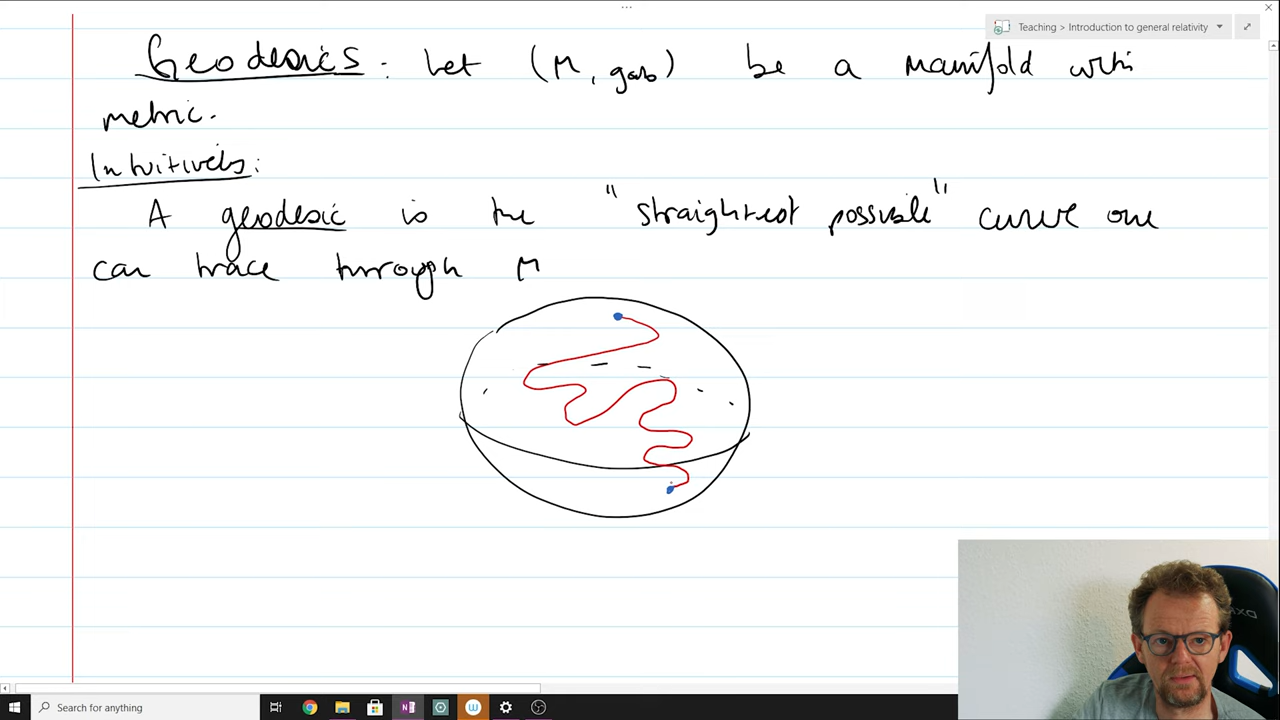 Teaching > Introduction to general relativity
Geodesics: Let (M, gab) be a manifold with
metric.
Intuitively:
A geodesic is the "straightest possible" curve one
can trace through M
Search for anything